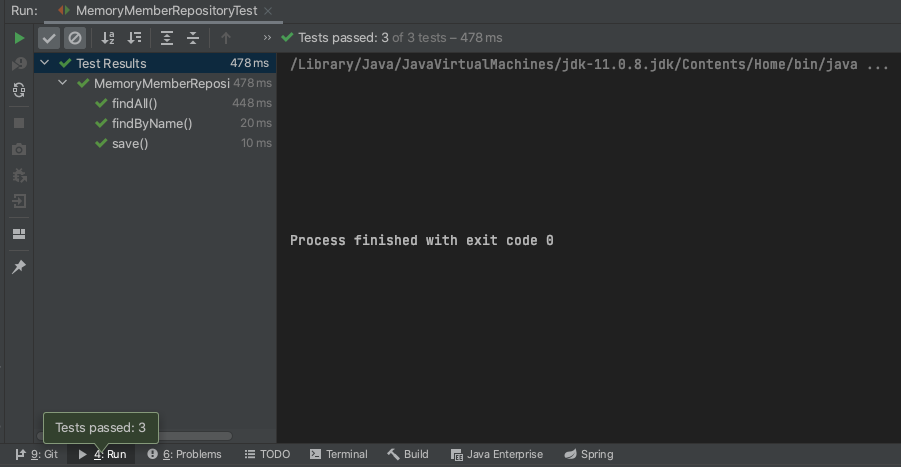 Run: MemoryMemberRepositoryTest ×
» Tests passed: 3 of 3 tests – 478 ms
Test Results 478 ms
MemoryMemberReposi 478 ms
findAll() 448 ms
findByName() 20 ms
save() 10 ms
/Library/Java/JavaVirtualMachines/jdk-11.0.8.jdk/Contents/Home/bin/java ...
Process finished with exit code 0
Tests passed: 3
9: Git 4: Run 6: Problems TODO Terminal Build Java Enterprise Spring